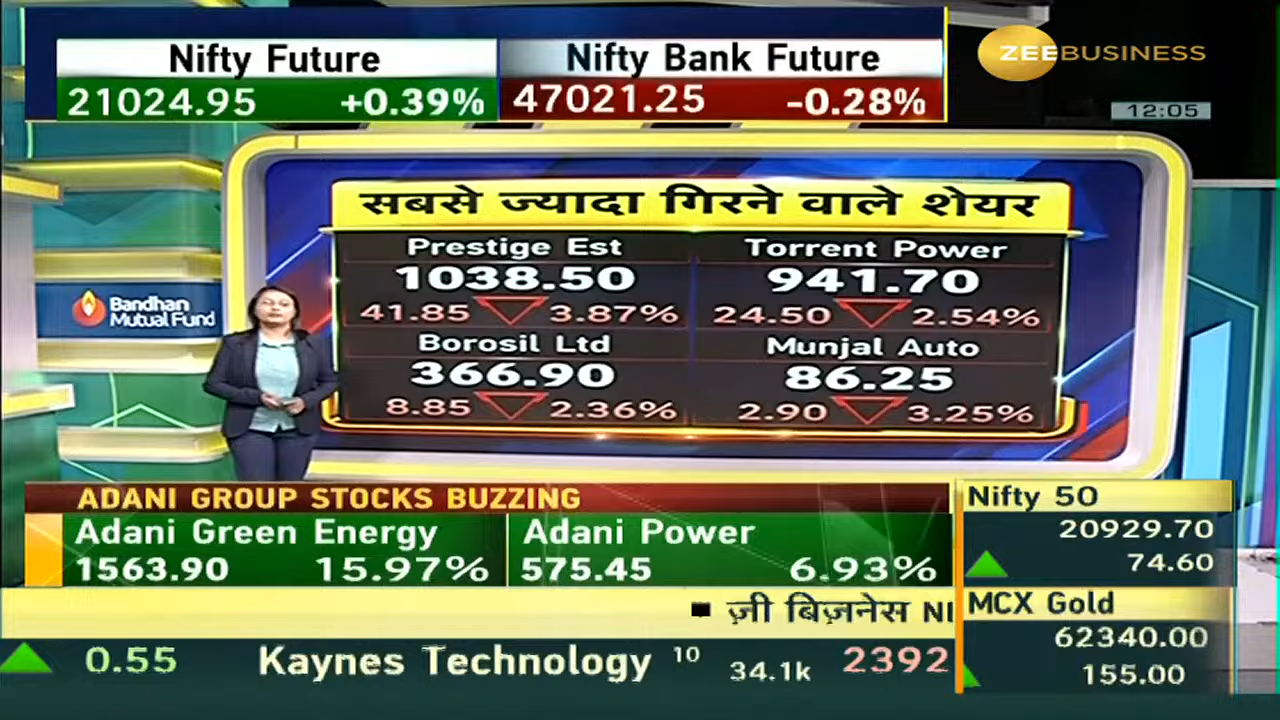 Nifty Future
21024.95 +0.39%
Nifty Bank Future
47021.25 -0.28%
ZEEBUSINESS
12:05
सबसे ज्यादा गिरने वाले शेयर
Prestige Est
1038.50
41.85 3.87%
Torrent Power
941.70
24.50 2.54%
Borosil Ltd
366.90
8.85 2.36%
Munjal Auto
86.25
2.90 3.25%
Bandhan
Mutual Fund
ADANI GROUP STOCKS BUZZING
Adani Green Energy
1563.90 15.97%
Adani Power
575.45 6.93%
Nifty 50
20929.70
74.60
MCX Gold
62340.00
155.00
ज़ी बिज़नेस NI
0.55 Kaynes Technology 10 34.1k 2392